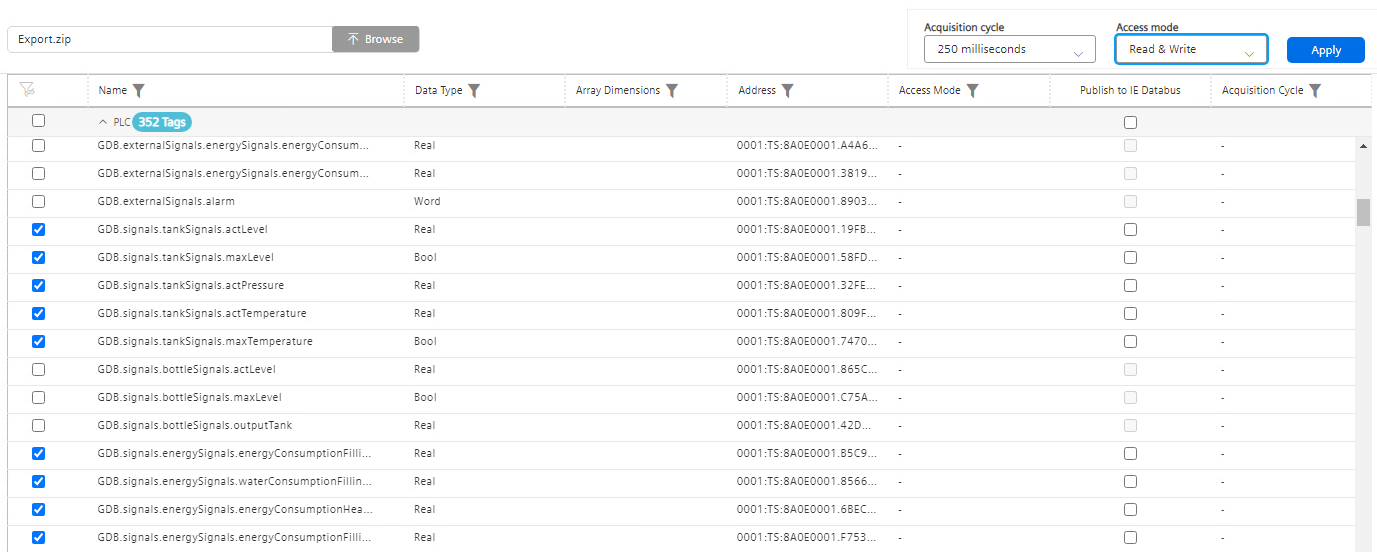 Acquisition cycle Access mode
Export.zip Browse 250 milliseconds Read & Write Apply
Name Data Type Array Dimensions Address Access Mode Publish to IE Databus Acquisition Cycle
PLC 352 Tags
GDB.externalSignals.energySignals.energyConsum... Real 0001:TS:8A0E0001.A4A6... - -
GDB.externalSignals.energySignals.energyConsum... Real 0001:TS:8A0E0001.3819... - -
GDB.externalSignals.alarm Word 0001:TS:8A0E0001.8903... - -
GDB.signals.tankSignals.actLevel Real 0001:TS:8A0E0001.19FB... - -
GDB.signals.tankSignals.maxLevel Bool 0001:TS:8A0E0001.58FD... - -
GDB.signals.tankSignals.actPressure Real 0001:TS:8A0E0001.32FE... - -
GDB.signals.tankSignals.actTemperature Real 0001:TS:8A0E0001.809F... - -
GDB.signals.tankSignals.maxTemperature Bool 0001:TS:8A0E0001.7470... - -
GDB.signals.bottleSignals.actLevel Real 0001:TS:8A0E0001.865C... - -
GDB.signals.bottleSignals.maxLevel Bool 0001:TS:8A0E0001.C75A... - -
GDB.signals.bottleSignals.outputTank Real 0001:TS:8A0E0001.42D... - -
GDB.signals.energySignals.energyConsumptionFilli... Real 0001:TS:8A0E0001.B5C9... - -
GDB.signals.energySignals.waterConsumptionFillin... Real 0001:TS:8A0E0001.8566... - -
GDB.signals.energySignals.energyConsumptionHea... Real 0001:TS:8A0E0001.6BEC... - -
GDB.signals.energySignals.energyConsumptionFilli... Real 0001:TS:8A0E0001.F753... - -